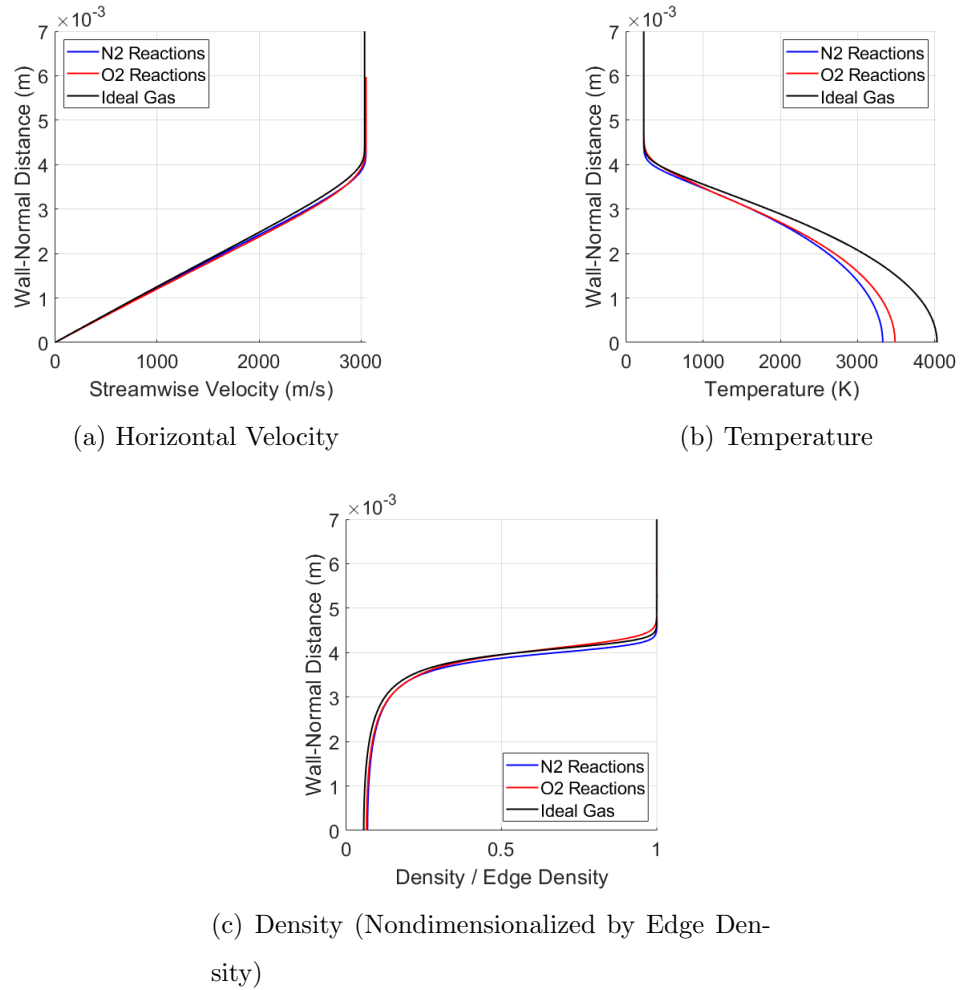 ×10-3
7
6
5
4
3
2
1
0
Wall-Normal Distance (m)
N2 Reactions
O2 Reactions
Ideal Gas
0 1000 2000 3000
Streamwise Velocity (m/s)
(a) Horizontal Velocity
×10-3
7
6
5
4
3
2
1
0
Wall-Normal Distance (m)
N2 Reactions
O2 Reactions
Ideal Gas
0 1000 2000 3000 4000
Temperature (K)
(b) Temperature
×10-3
7
6
5
4
3
2
1
0
Wall-Normal Distance (m)
N2 Reactions
O2 Reactions
Ideal Gas
0 0.5 1
Density / Edge Density
(c) Density (Nondimensionalized by Edge Den-
sity)